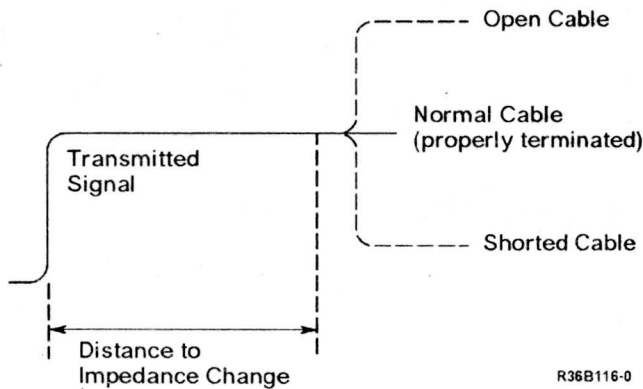 Open Cable
Normal Cable
(properly terminated)
Transmitted
Signal
Shorted Cable
Distance to
Impedance Change
R36B116-0